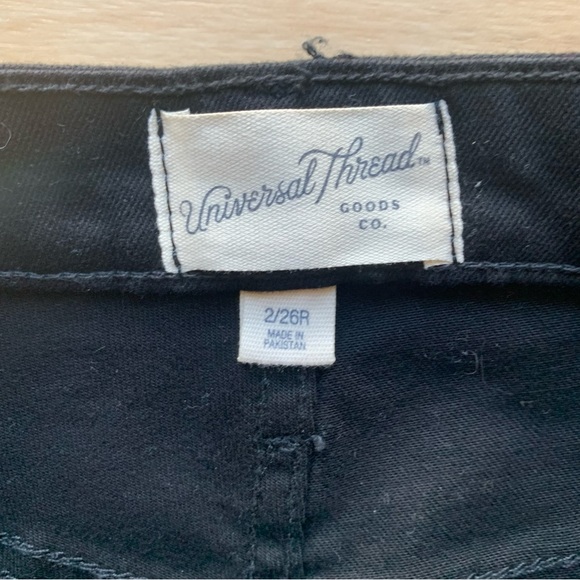 Universal Thread™
GOODS
CO.
2/26R
MADE IN
PAKISTAN